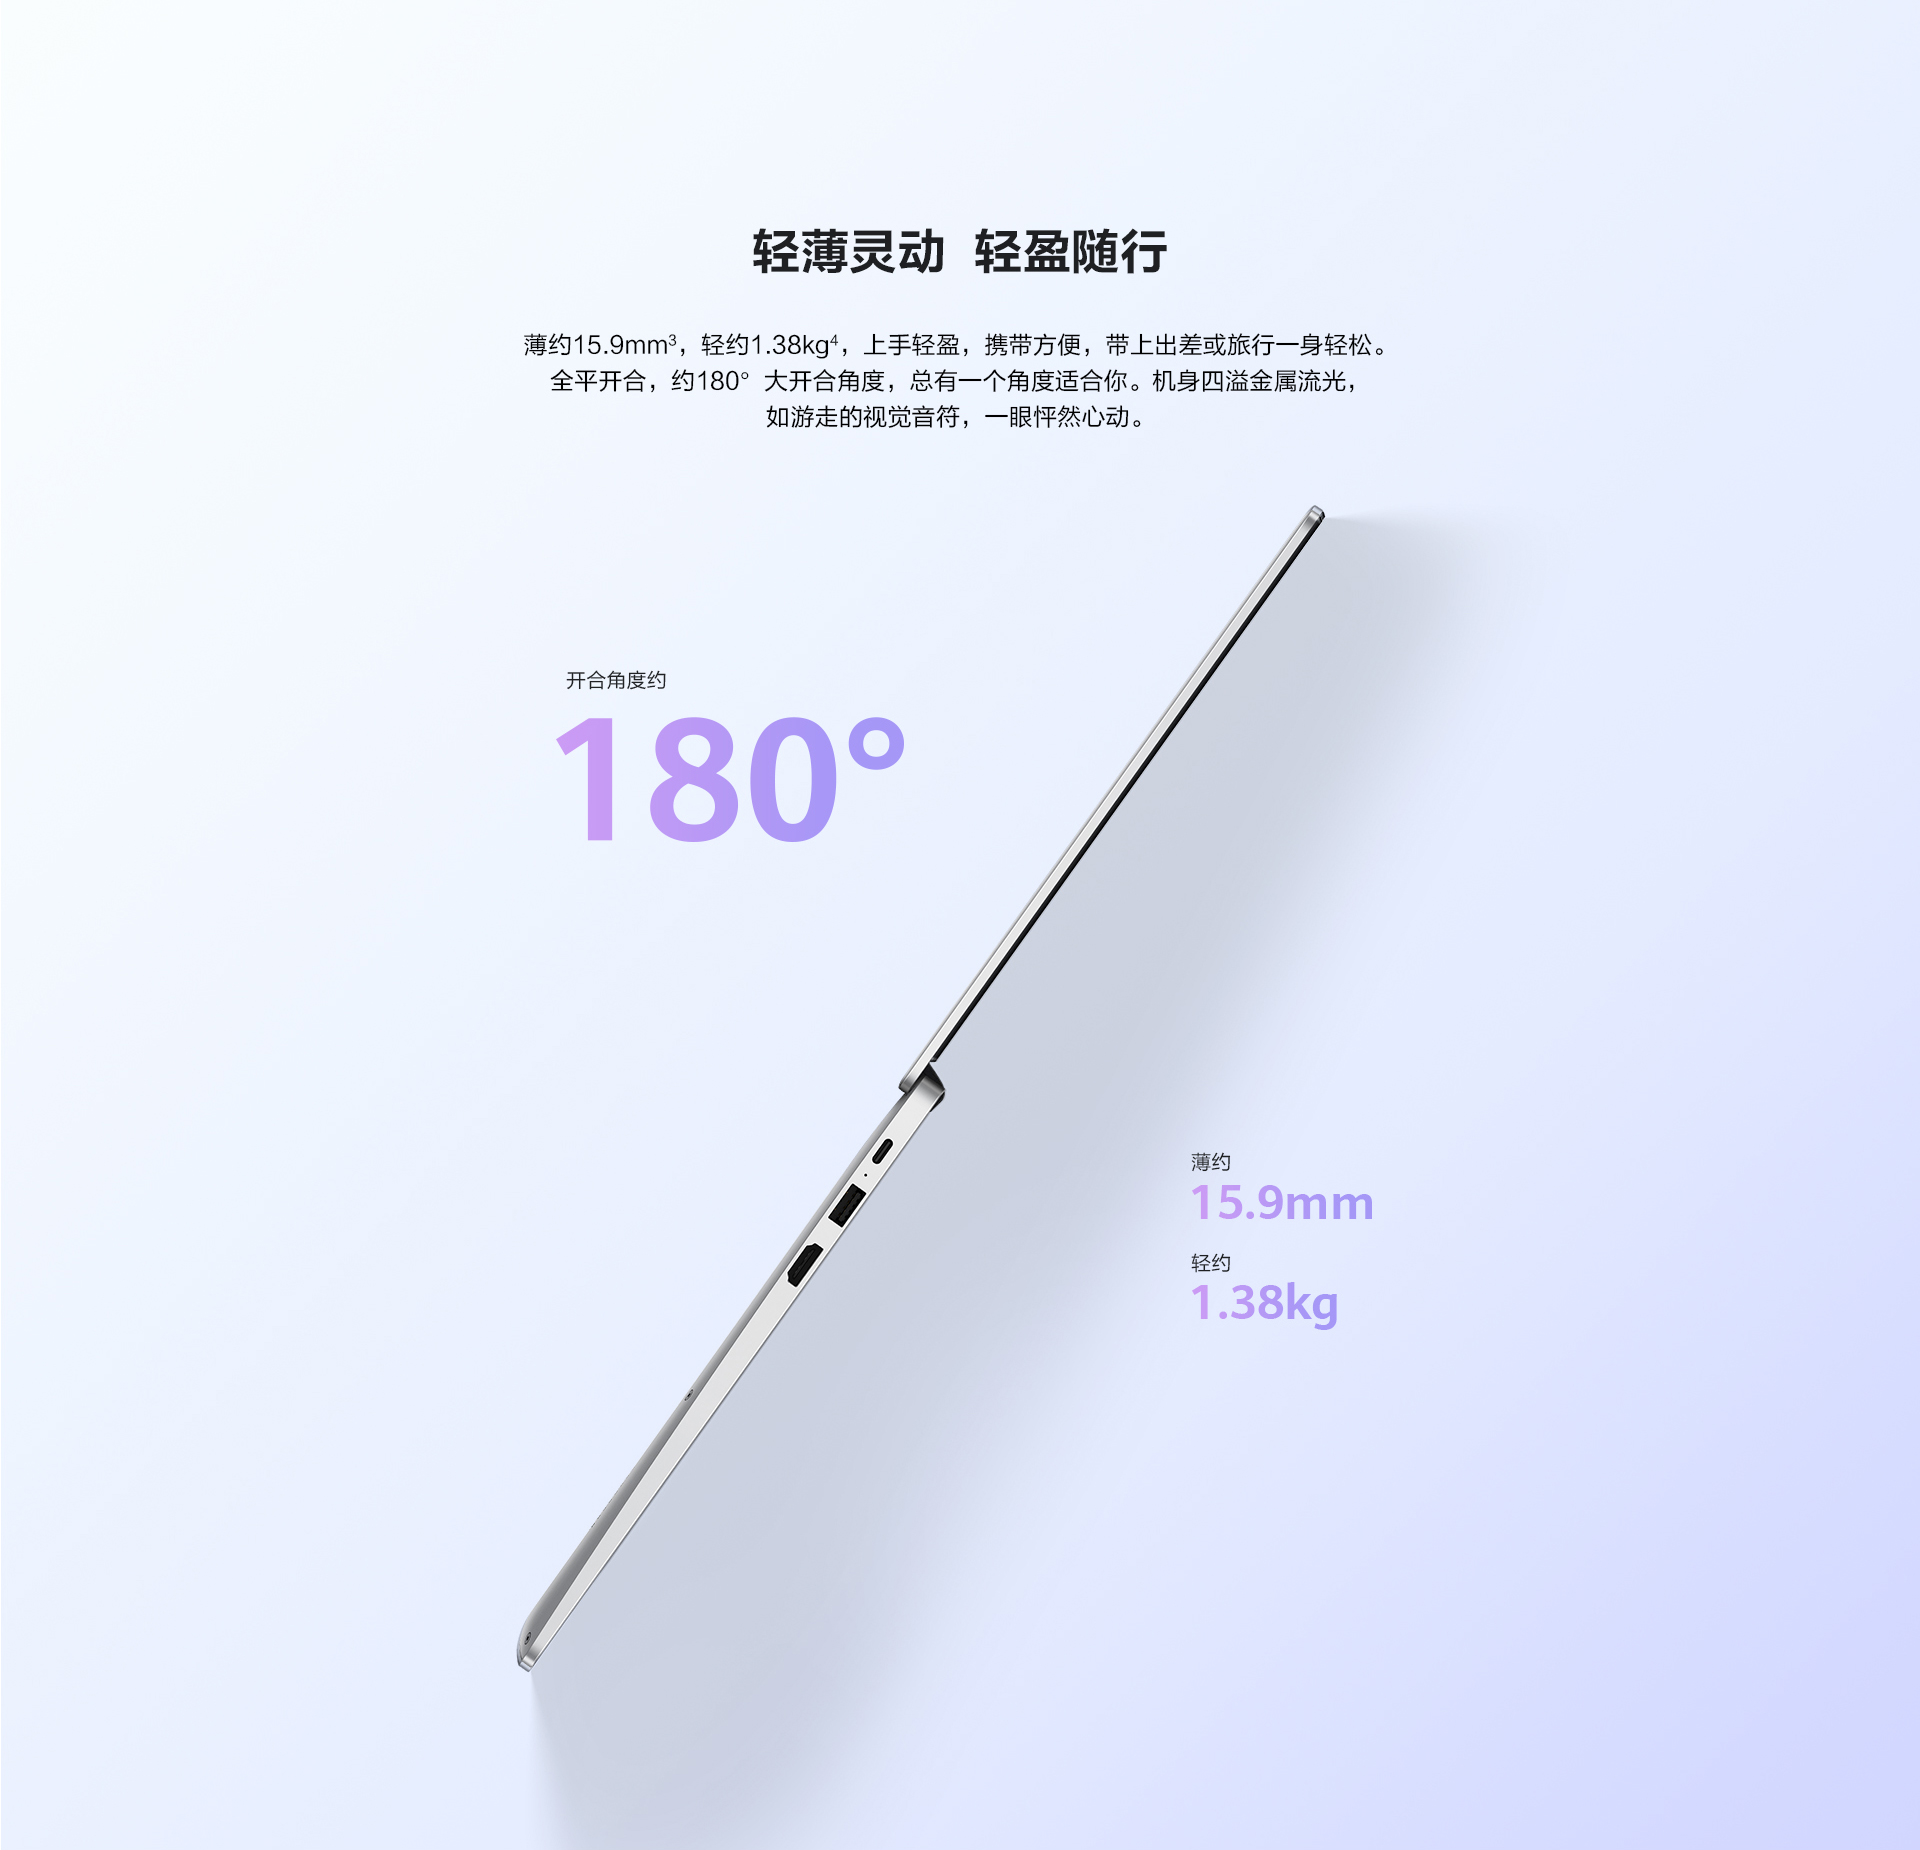 轻薄灵动 轻盈随行
薄约15.9mm³，轻约1.38kg⁴，上手轻盈，携带方便，带上出差或旅行一身轻松。
全平开合，约180° 大开合角度，总有一个角度适合你。机身四溢金属流光，
如游走的视觉音符，一眼怦然心动。
开合角度约
180°
薄约
15.9mm
轻约
1.38kg